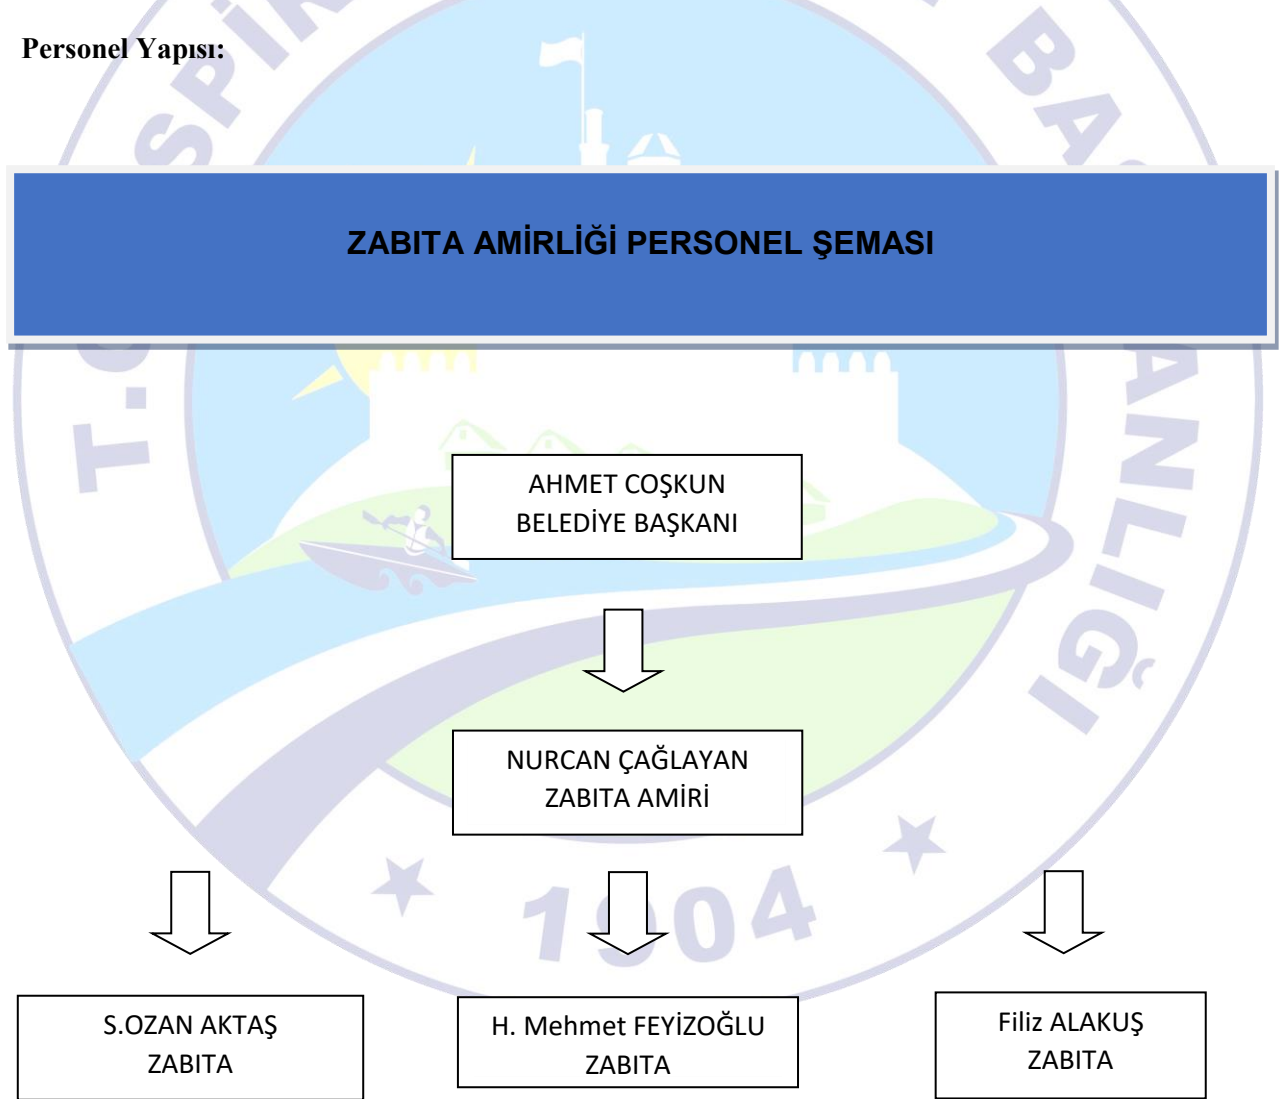 Personel Yapısı:
ZABITA AMİRLİĞİ PERSONEL ŞEMASI
AHMET COŞKUN
BELEDİYE BAŞKANI
NURCAN ÇAĞLAYAN
ZABITA AMİRİ
S.OZAN AKTAŞ
ZABITA
H. Mehmet FEYİZOĞLU
ZABITA
Filiz ALAKUŞ
ZABITA
1904